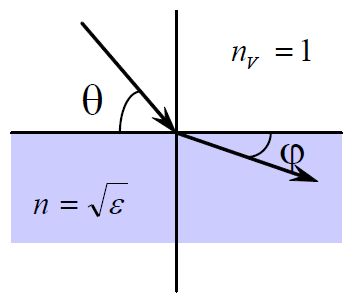 n_V = 1
θ
φ
n = √ε